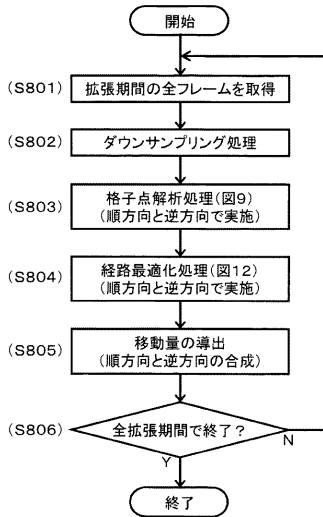 開始
(S801) 拡張期間の全フレームを取得
(S802) ダウンサンプリング処理
(S803) 格子点解析処理(図9)
(順方向と逆方向で実施)
(S804) 経路最適化処理(図12)
(順方向と逆方向で実施)
(S805) 移動量の導出
(順方向と逆方向の合成)
(S806) 全拡張期間で終了?
N
Y
終了